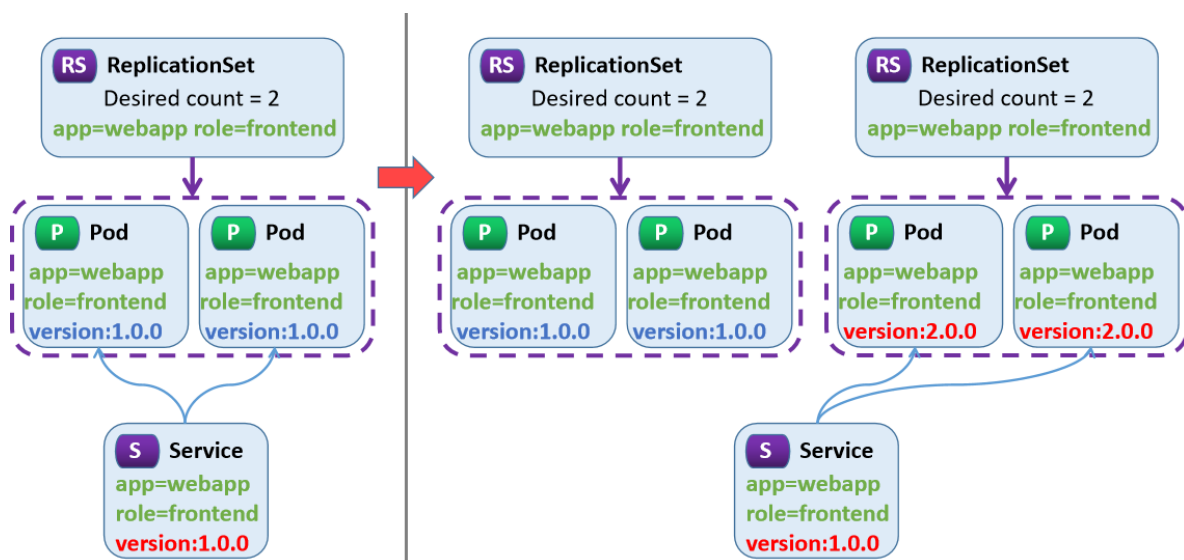 RS ReplicationSet
Desired count = 2
app=webapp role=frontend
P Pod
app=webapp
role=frontend
version:1.0.0
P Pod
app=webapp
role=frontend
version:1.0.0
S Service
app=webapp
role=frontend
version:1.0.0
RS ReplicationSet
Desired count = 2
app=webapp role=frontend
P Pod
app=webapp
role=frontend
version:1.0.0
P Pod
app=webapp
role=frontend
version:1.0.0
RS ReplicationSet
Desired count = 2
app=webapp role=frontend
P Pod
app=webapp
role=frontend
version:2.0.0
P Pod
app=webapp
role=frontend
version:2.0.0
S Service
app=webapp
role=frontend
version:1.0.0